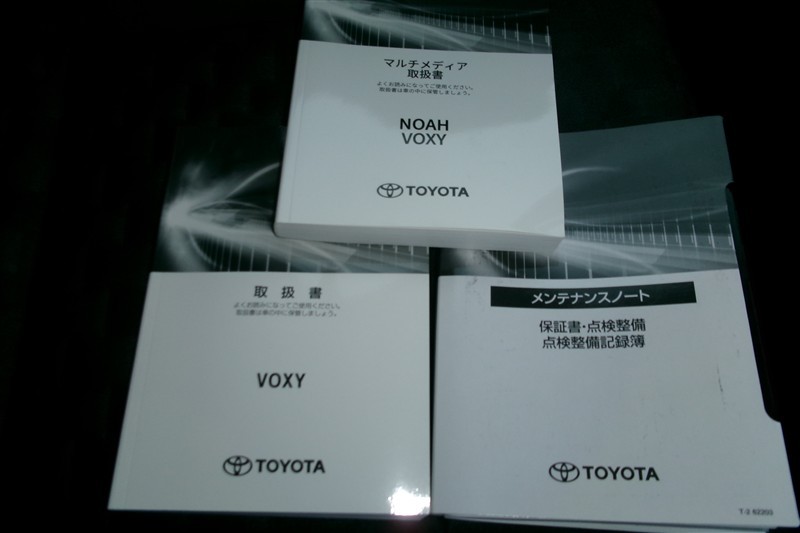 マルチメディア
取扱書
よくお読みになってご使用ください。
取扱書は車の中に保管しましょう。
NOAH
VOXY
TOYOTA
取扱書
よくお読みになってご使用ください。
取扱書は車の中に保管しましょう。
VOXY
TOYOTA
メンテナンスノート
保証書・点検整備
点検整備記録簿
TOYOTA